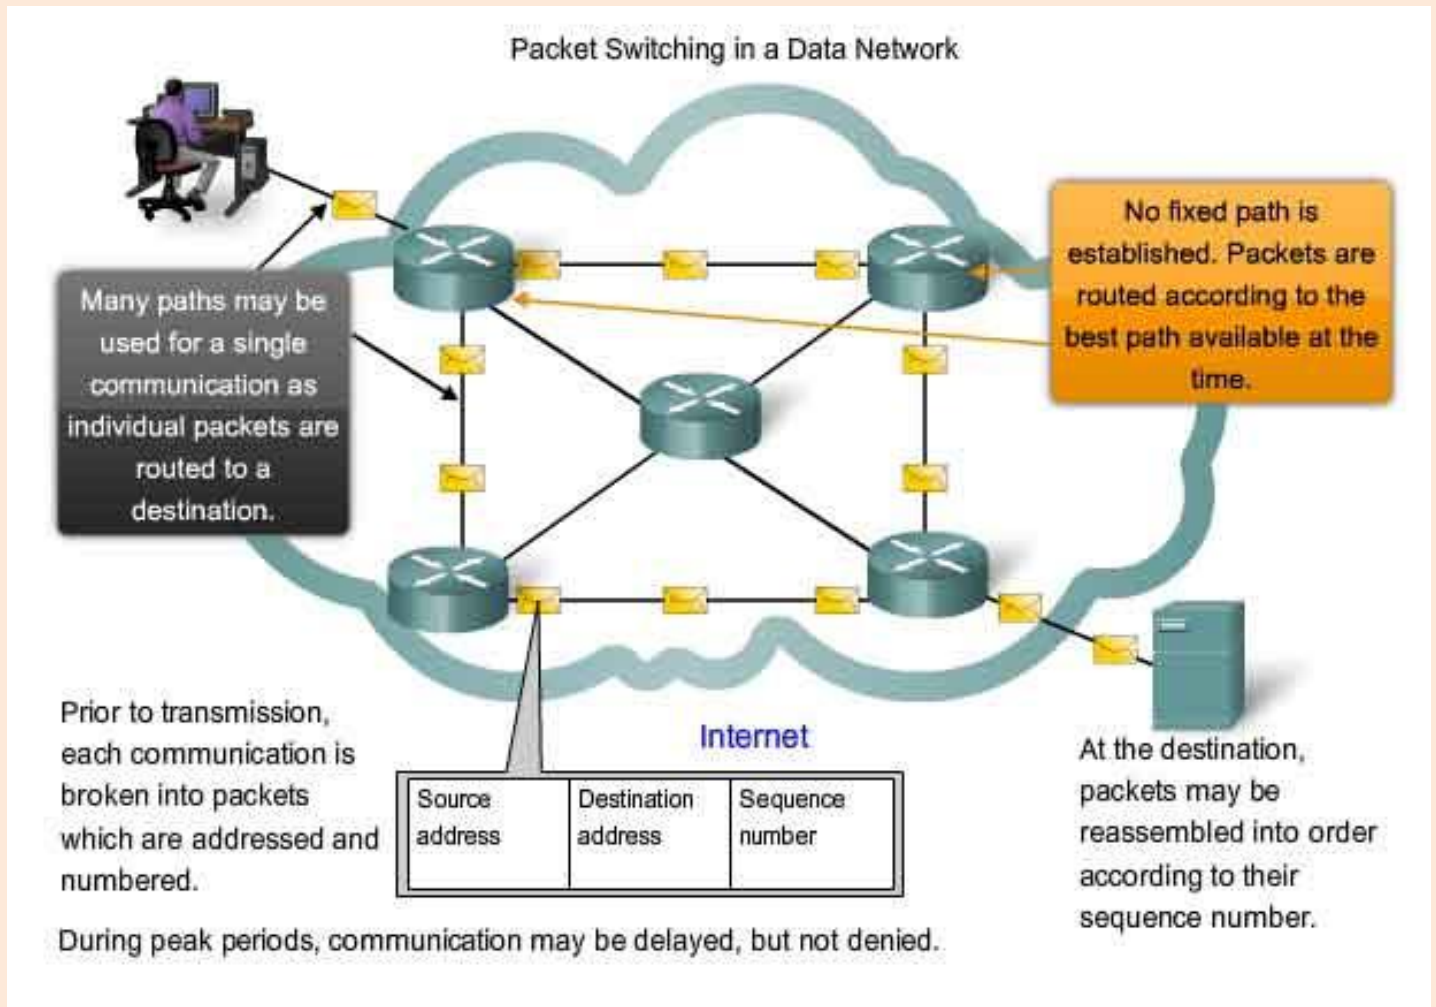 Packet Switching in a Data Network
No fixed path is
established. Packets are
routed according to the
best path available at the
time.
Many paths may be
used for a single
communication as
individual packets are
routed to a
destination.
Prior to transmission,
each communication is
broken into packets
which are addressed and
numbered.
Internet
Source
address
Destination
address
Sequence
number
At the destination,
packets may be
reassembled into order
according to their
sequence number.
During peak periods, communication may be delayed, but not denied.